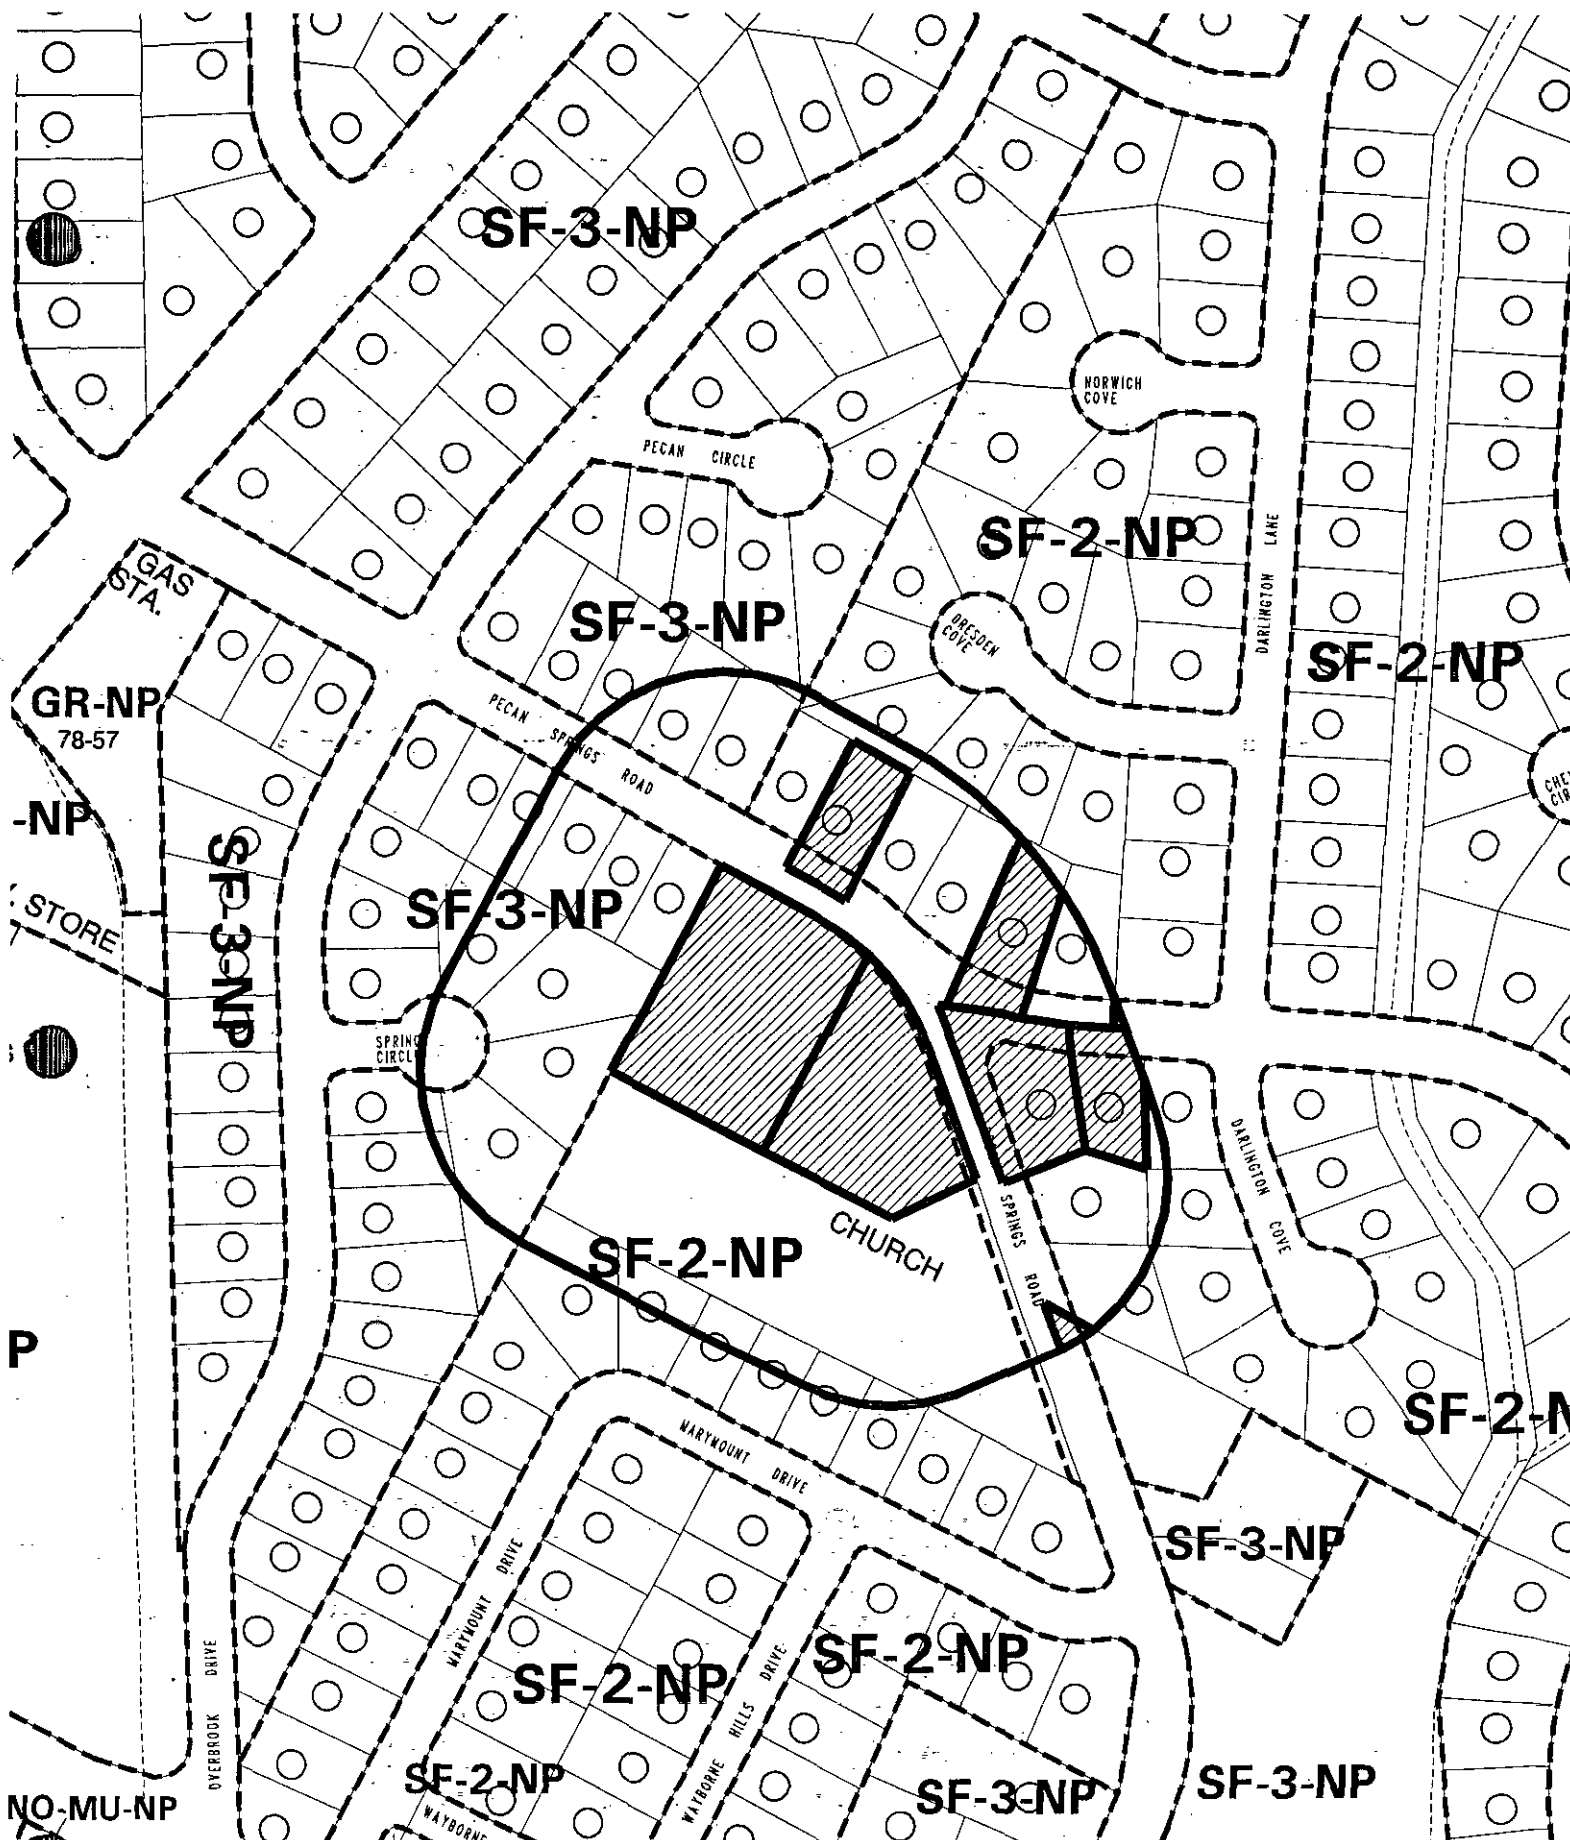 SF-3-NP
NORWICH
COVE
PECAN CIRCLE
SF-2-NP
DARLINGTON LANE
GAS
STA.
SF-3-NP
DRESDEN
COVE
SF-2-NP
GR-NP
78-57
PECAN SPRINGS ROAD
-NP
SF-3-NP
SF-3-NP
STORE
SPRING
CIRCLE
DARLINGTON COVE
SPRINGS ROAD
CHURCH
SF-2-NP
P
SF-2-N
MARYMOUNT DRIVE
SF-3-NP
MARYMOUNT DRIVE
SF-2-NP
SF-2-NP
OVERBROOK DRIVE
WAYBORNE HILLS DRIVE
SF-2-NP
SF-3-NP
SF-3-NP
NO-MU-NP
WAYBORNE